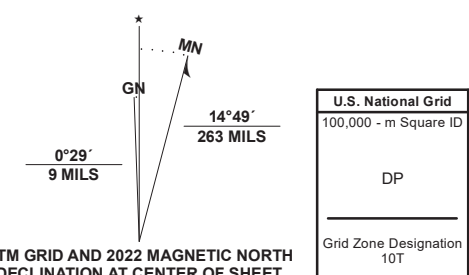 ★
MN
GN
14°49´
263 MILS
0°29´
9 MILS
TM GRID AND 2022 MAGNETIC NORTH
DECLINATION AT CENTER OF SHEET
U.S. National Grid
100,000 - m Square ID
DP
Grid Zone Designation
10T